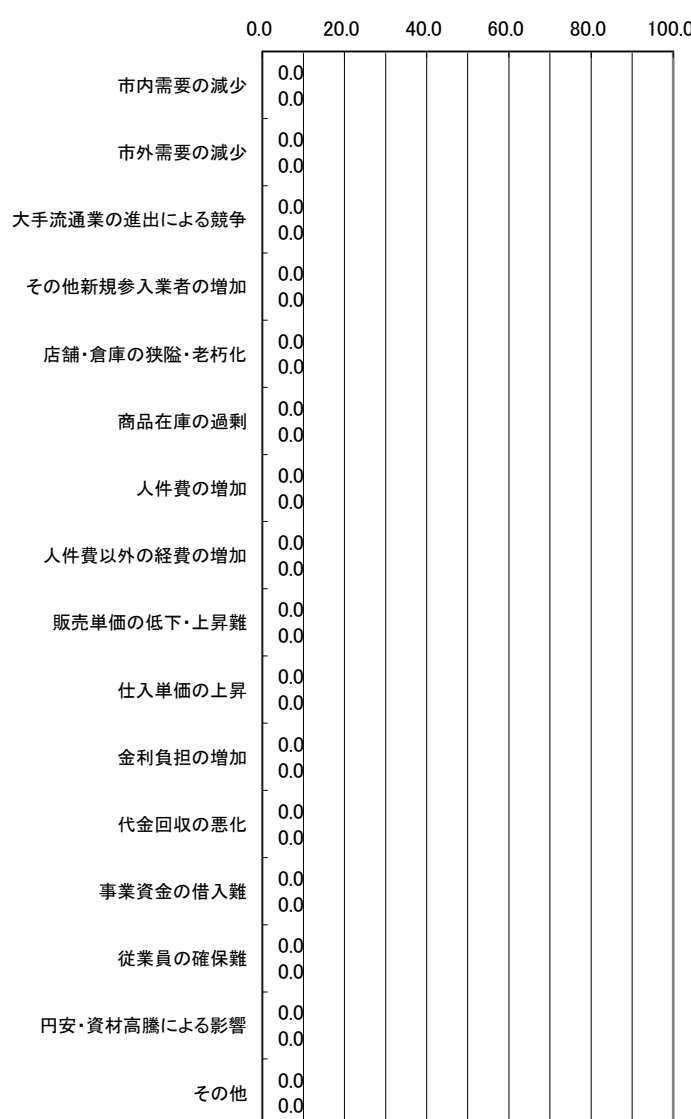 0.0 20.0 40.0 60.0 80.0 100.0
市内需要の減少 0.0
0.0
市外需要の減少 0.0
0.0
大手流通業の進出による競争 0.0
0.0
その他新規参入業者の増加 0.0
0.0
店舗・倉庫の狭隘・老朽化 0.0
0.0
商品在庫の過剰 0.0
0.0
人件費の増加 0.0
0.0
人件費以外の経費の増加 0.0
0.0
販売単価の低下・上昇難 0.0
0.0
仕入単価の上昇 0.0
0.0
金利負担の増加 0.0
0.0
代金回収の悪化 0.0
0.0
事業資金の借入難 0.0
0.0
従業員の確保難 0.0
0.0
円安・資材高騰による影響 0.0
0.0
その他 0.0
0.0